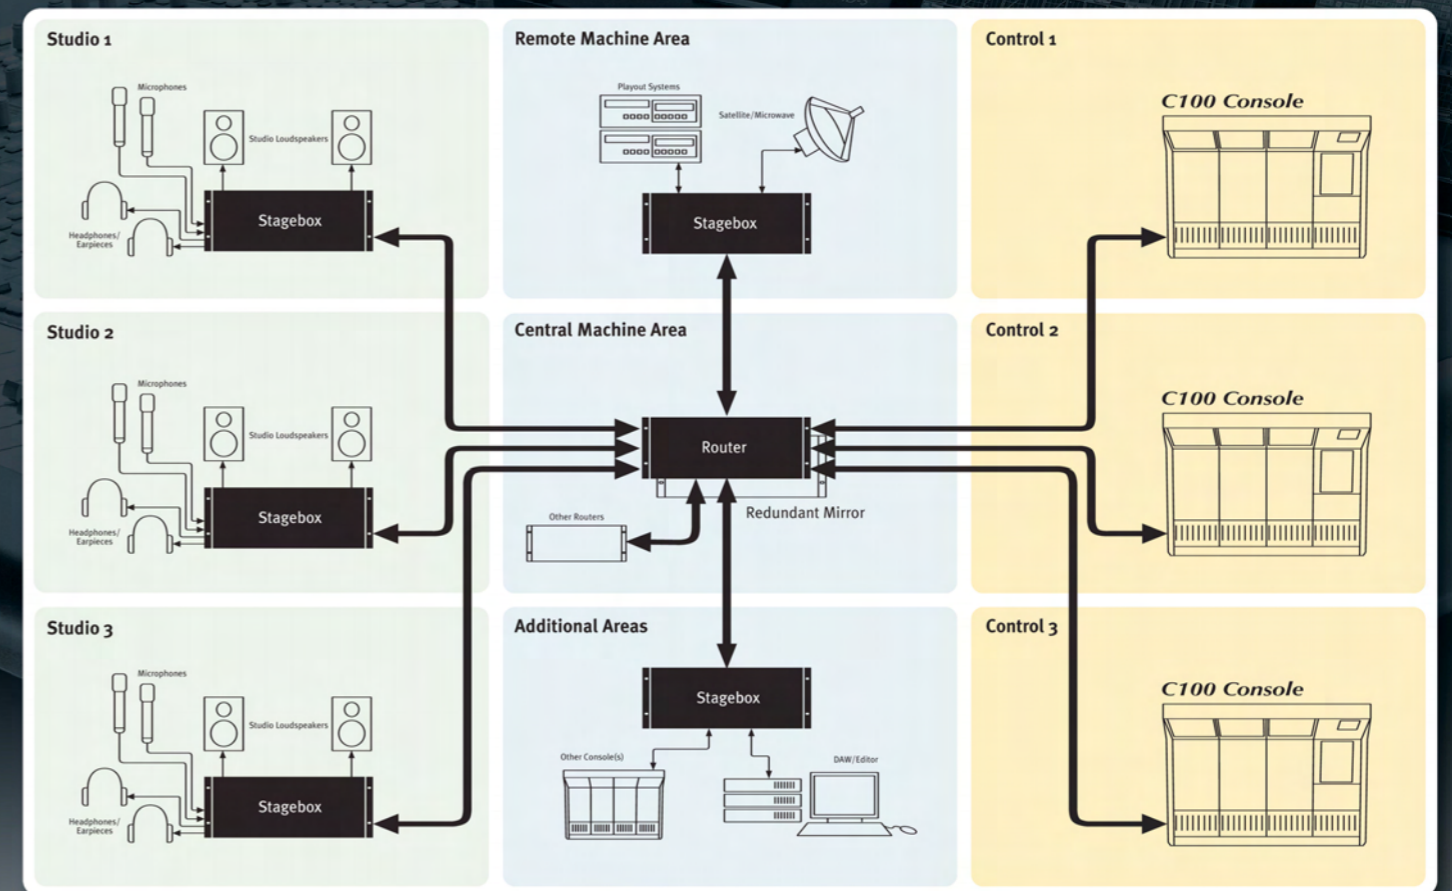 Studio 1
Microphones
Studio Loudspeakers
Stagebox
Headphones/
Earpieces
Remote Machine Area
Playout Systems
Satellite/Microwave
Stagebox
Control 1
C100 Console
Studio 2
Microphones
Studio Loudspeakers
Stagebox
Headphones/
Earpieces
Central Machine Area
Router
Redundant Mirror
Other Routers
Control 2
C100 Console
Studio 3
Microphones
Studio Loudspeakers
Stagebox
Headphones/
Earpieces
Additional Areas
Stagebox
Other Console(s)
DAW/Editor
Control 3
C100 Console